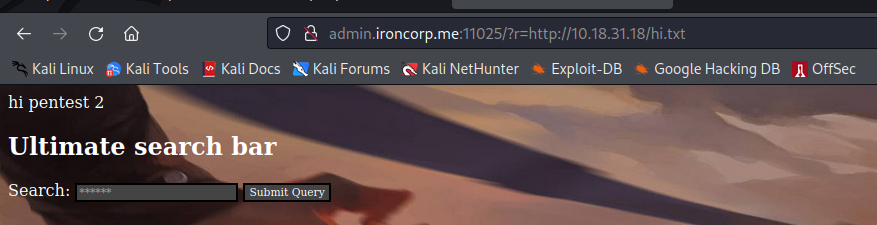 admin.ironcorp.me:11025/?r=http://10.18.31.18/hi.txt
Kali Linux Kali Tools Kali Docs Kali Forums Kali NetHunter Exploit-DB Google Hacking DB OffSec
hi pentest 2
Ultimate search bar
Search: ****** Submit Query